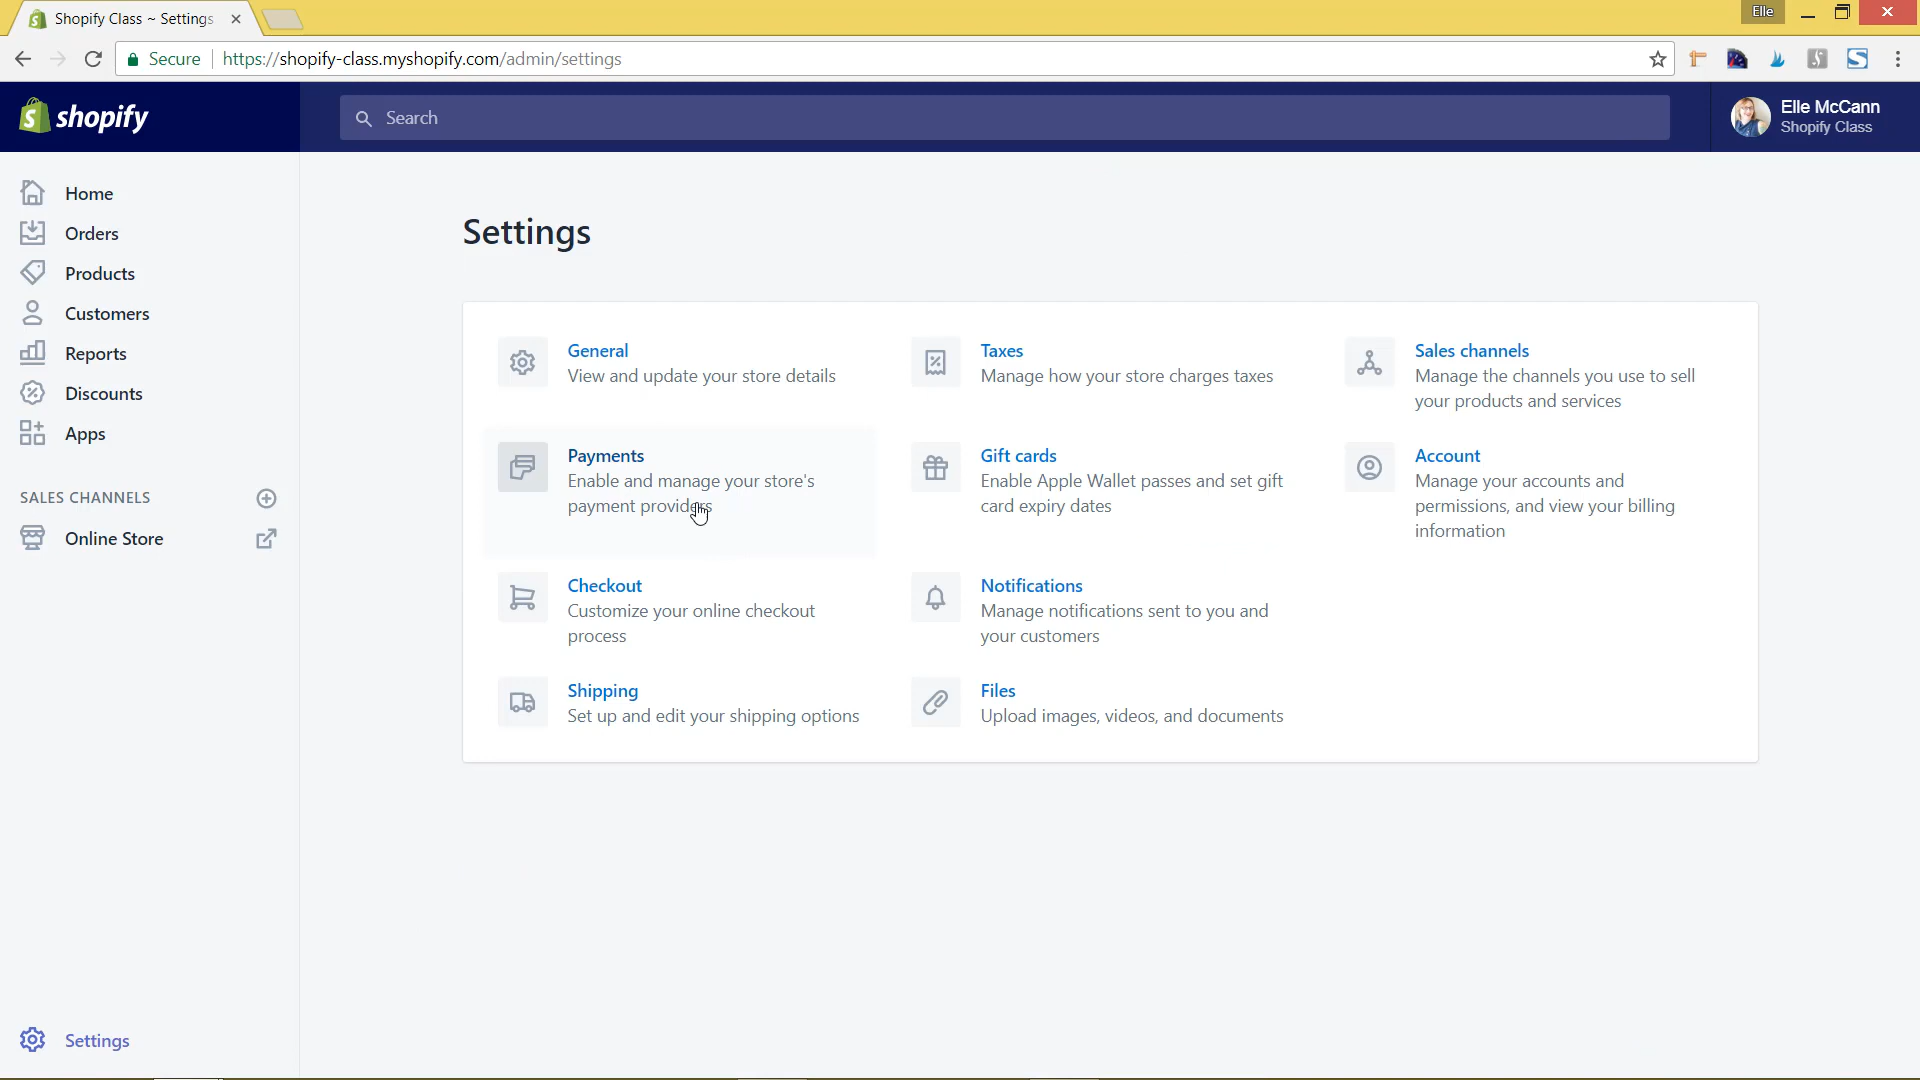 Shopify Class ~ Settings
Elle
Secure
https://shopify-class.myshopify.com/admin/settings
shopify
Search
Elle McCann
Shopify Class
Home
Orders
Products
Customers
Reports
Discounts
Apps
SALES CHANNELS
Online Store
Settings
Settings
General
View and update your store details
Payments
Enable and manage your store's
payment providers
Checkout
Customize your online checkout
process
Shipping
Set up and edit your shipping options
Taxes
Manage how your store charges taxes
Gift cards
Enable Apple Wallet passes and set gift
card expiry dates
Notifications
Manage notifications sent to you and
your customers
Files
Upload images, videos, and documents
Sales channels
Manage the channels you use to sell
your products and services
Account
Manage your accounts and
permissions, and view your billing
information